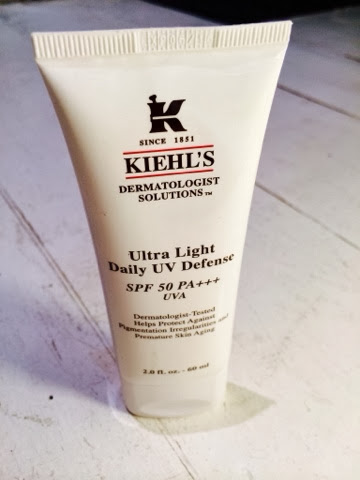 K
SINCE 1851
KIEHL'S
DERMATOLOGIST
SOLUTIONS™
Ultra Light
Daily UV Defense
SPF 50 PA+++
UVA
Dermatologist-Tested
Helps Protect Against
Pigmentation Irregularities and
Premature Skin Aging
2.0 fl. oz. - 60 ml